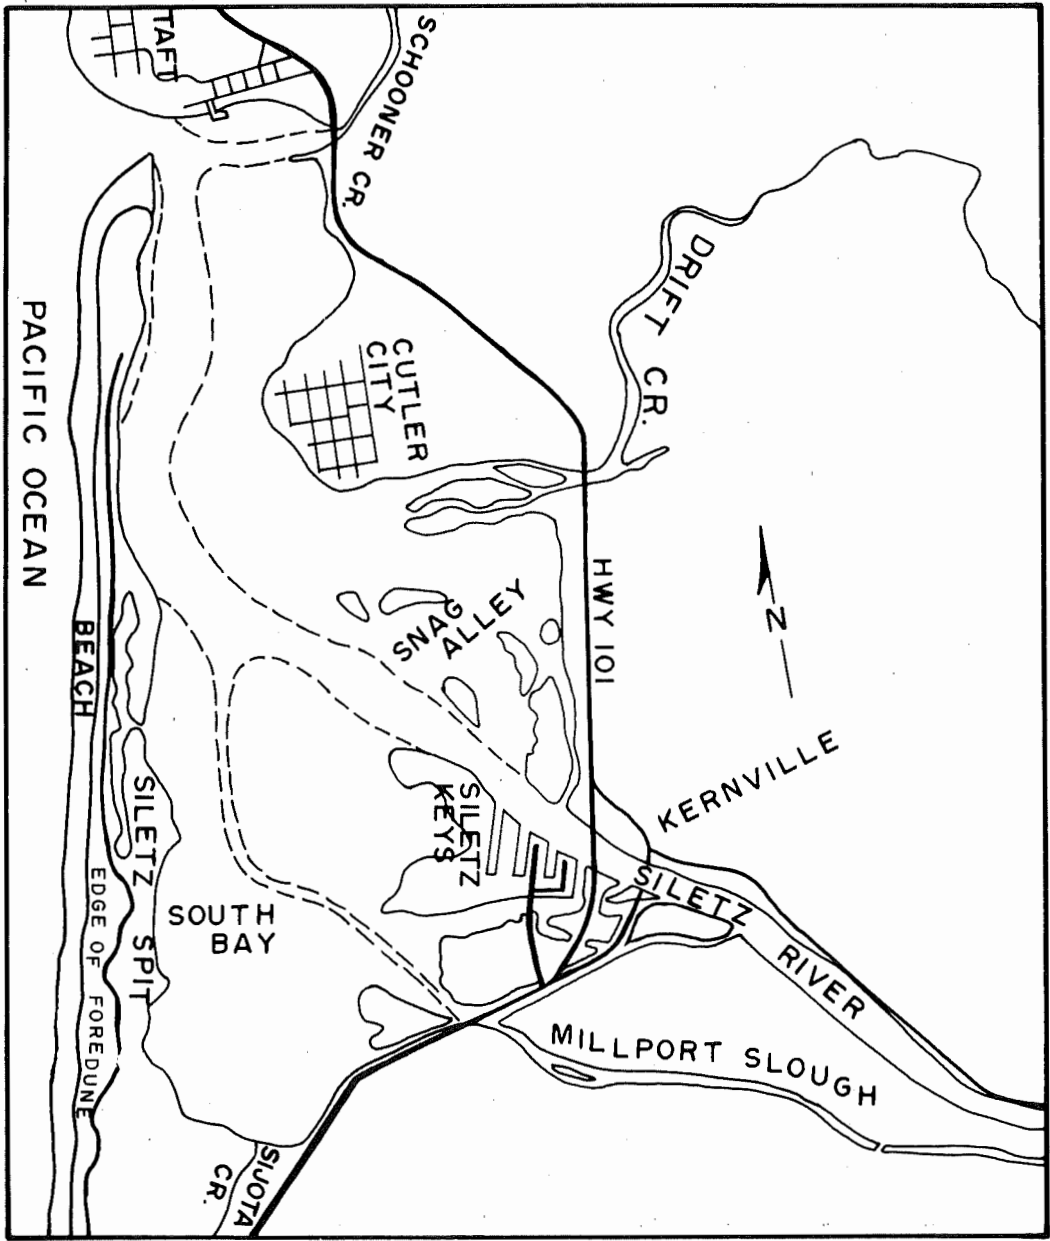 TAFT
SCHOONER CR.
DRIFT CR.
PACIFIC OCEAN
CUTLER
CITY
HWY 101
SNAG
ALLEY
N
BEACH
KERNVILLE
SILETZ
KEYS
SILETZ SPIT
SILETZ RIVER
EDGE OF FOREDUNE
SOUTH
BAY
MILLPORT SLOUGH
SIJOTA
CR.